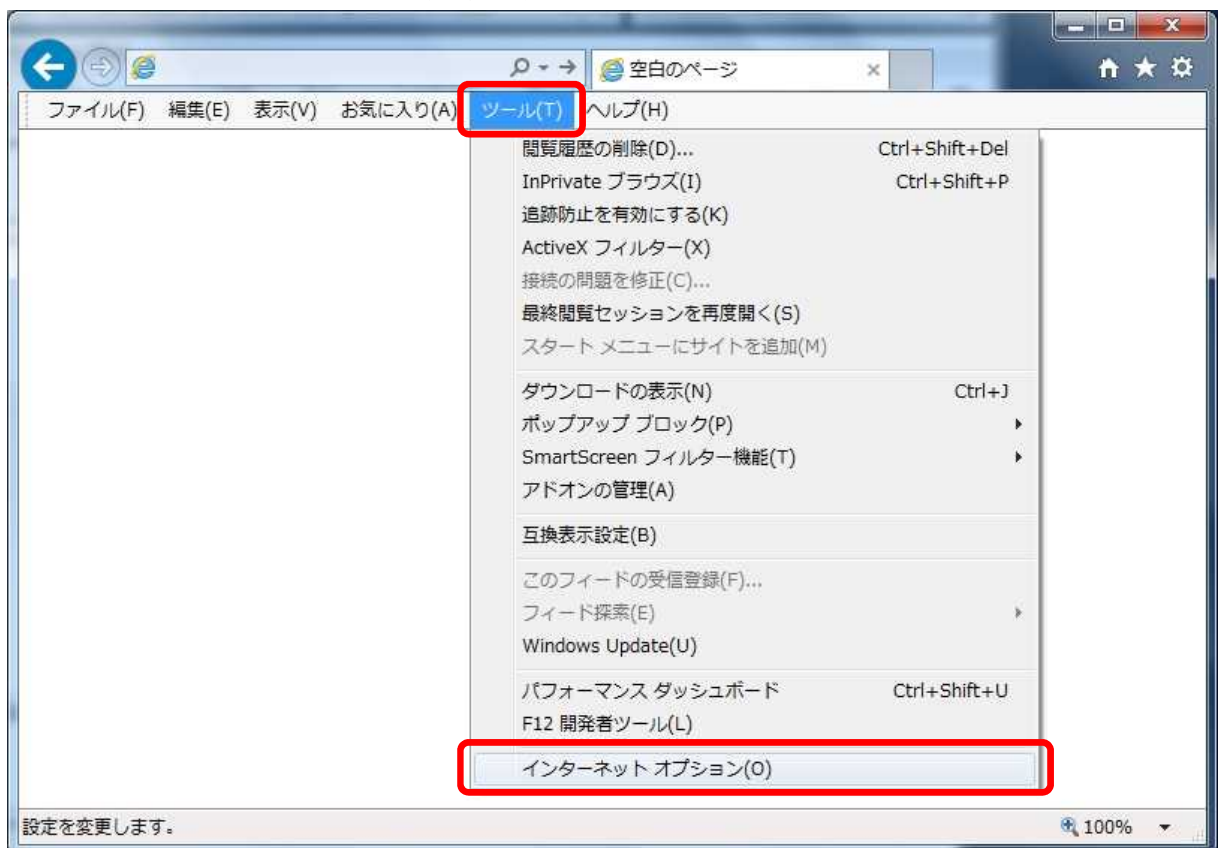 空白のページ
ファイル(F) 編集(E) 表示(V) お気に入り(A) ツール(T) ヘルプ(H)
閲覧履歴の削除(D)... Ctrl+Shift+Del
InPrivate ブラウズ(I) Ctrl+Shift+P
追跡防止を有効にする(K)
ActiveX フィルター(X)
接続の問題を修正(C)...
最終閲覧セッションを再度開く(S)
スタート メニューにサイトを追加(M)
ダウンロードの表示(N) Ctrl+J
ポップアップ ブロック(P)
SmartScreen フィルター機能(T)
アドオンの管理(A)
互換表示設定(B)
このフィードの受信登録(F)...
フィード探索(E)
Windows Update(U)
パフォーマンス ダッシュボード Ctrl+Shift+U
F12 開発者ツール(L)
インターネット オプション(O)
設定を変更します。 100%